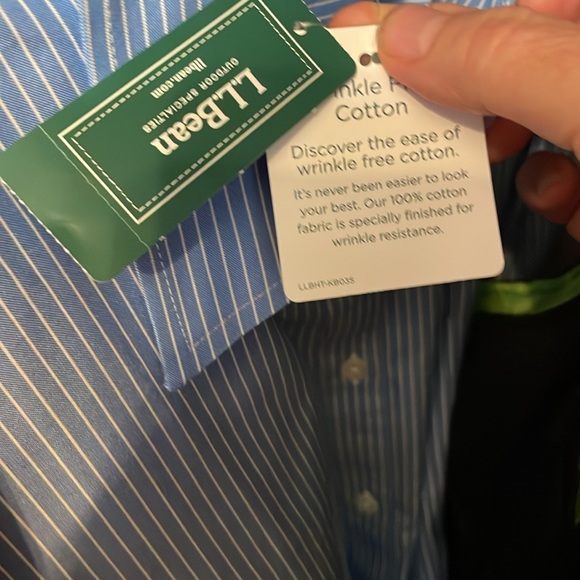 L.L.Bean
OUTDOOR SPECIALTIES
llbean.com
Cotton
Discover the ease of
wrinkle free cotton.
It's never been easier to look
your best. Our 100% cotton
fabric is specially finished for
wrinkle resistance.
LLBHT-KB035